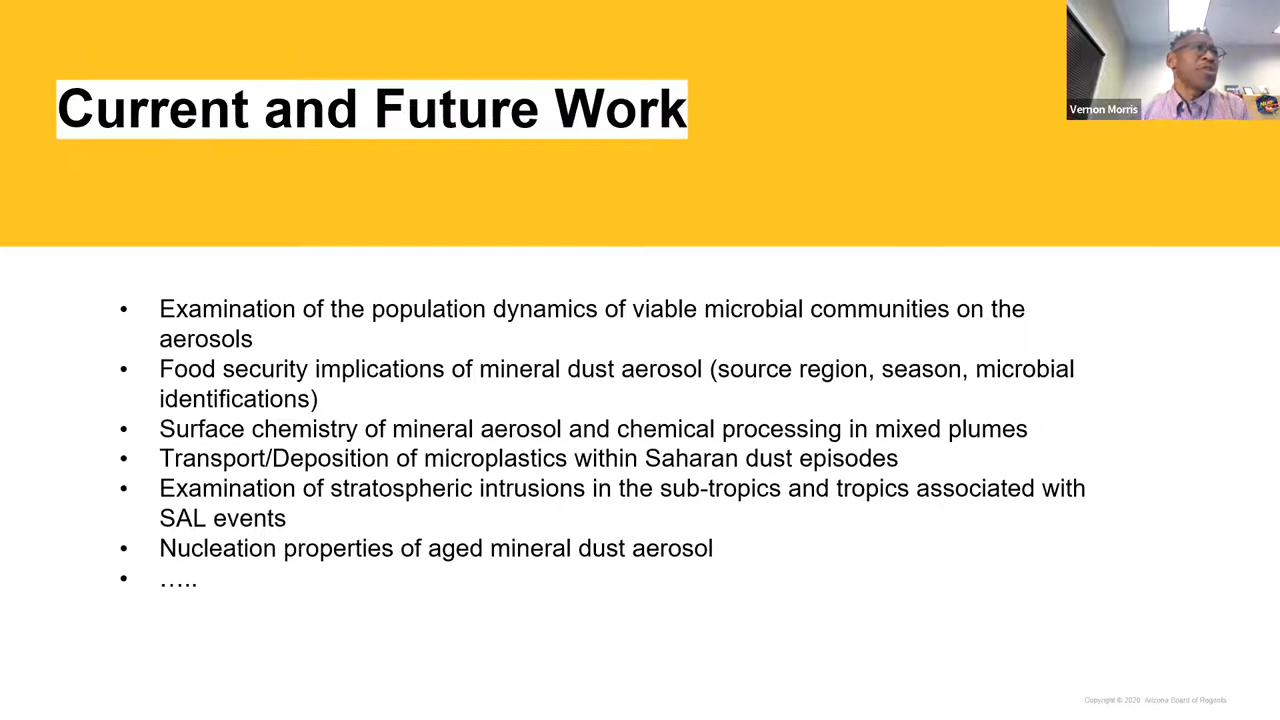 Current and Future Work
Vernon Morris
• Examination of the population dynamics of viable microbial communities on the
aerosols
• Food security implications of mineral dust aerosol (source region, season, microbial
identifications)
• Surface chemistry of mineral aerosol and chemical processing in mixed plumes
• Transport/Deposition of microplastics within Saharan dust episodes
• Examination of stratospheric intrusions in the sub-tropics and tropics associated with
SAL events
• Nucleation properties of aged mineral dust aerosol
• …..
Copyright © 2020 Arizona Board of Regents